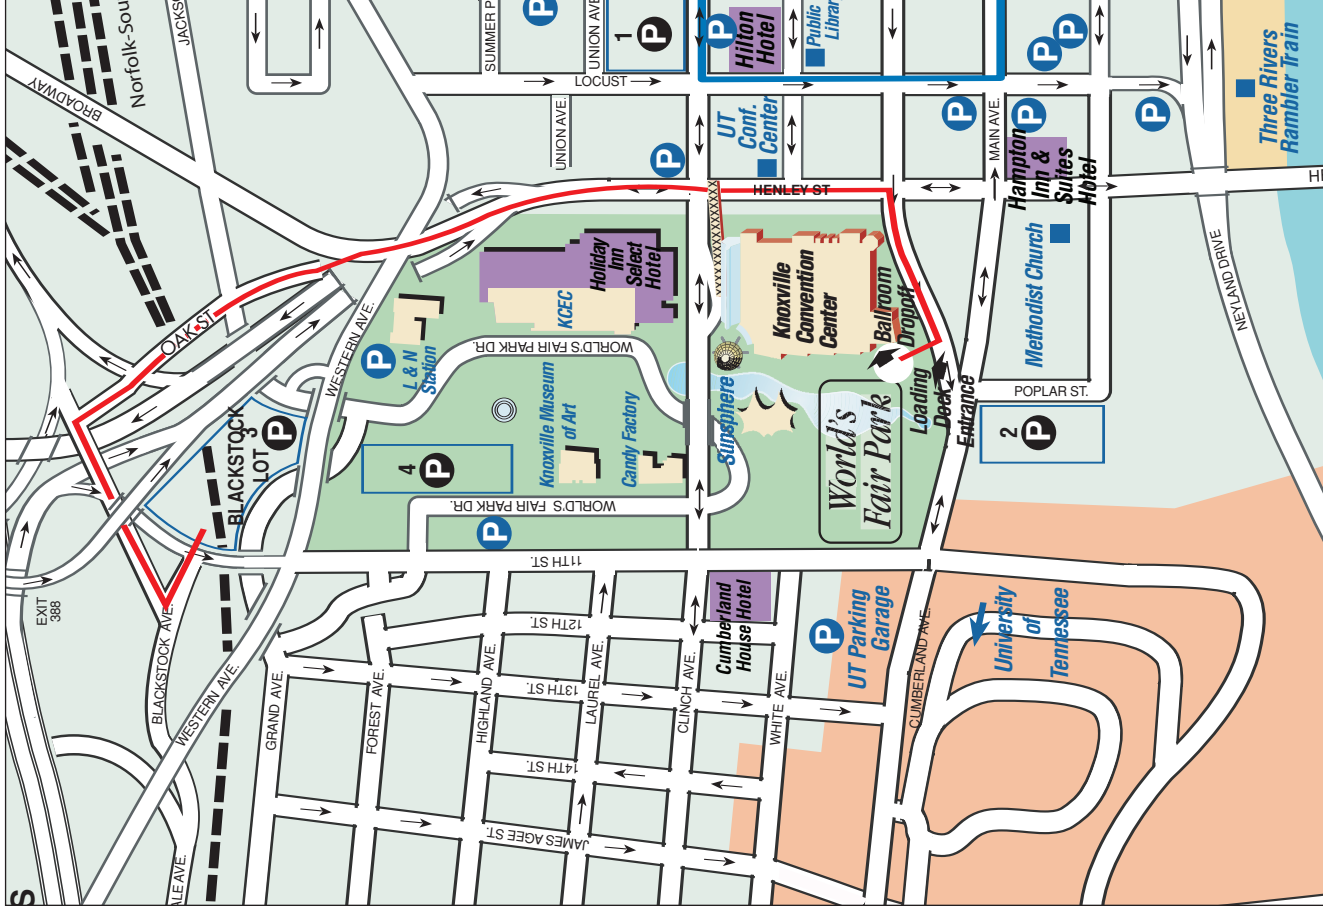 JACKS
Norfolk-Sou
BROADWAY
SUMMER P
UNION AVE
1
P
P
P
Hilton
Hotel
Public
Libra
P
P
LOCUST
Three Rivers
Rambler Train
UNION AVE.
UT
Conf.
Center
P
P
MAIN AVE.
P
P
Hampton
Inn &
Suites
Hotel
HENLEY ST
HE
P
Methodist Church
NEYLAND DRIVE
OAK ST
WESTERN AVE.
L & N
Station
P
KCEC
Holiday
Inn
Select
Hotel
WORLD'S FAIR PARK DR.
Knoxville
Convention
Center
Ballroom
Dropoff
Loading
Deck
Entrance
POPLAR ST.
2
P
BLACKSTOCK
LOT 3
P
4
P
Knoxville Museum
of Art
Candy Factory
Sunsphere
World's
Fair Park
WORLD'S FAIR PARK DR.
P
11TH ST.
EXIT
388
BLACKSTOCK AVE.
WESTERN AVE.
12TH ST.
13TH ST.
14TH ST.
JAMES AGEE ST.
GRAND AVE.
FOREST AVE.
HIGHLAND AVE.
LAUREL AVE.
CLINCH AVE.
WHITE AVE.
CUMBERLAND AVE.
Cumberland
House Hotel
P
UT Parking
Garage
University
of
Tennessee
ALE AVE.
S